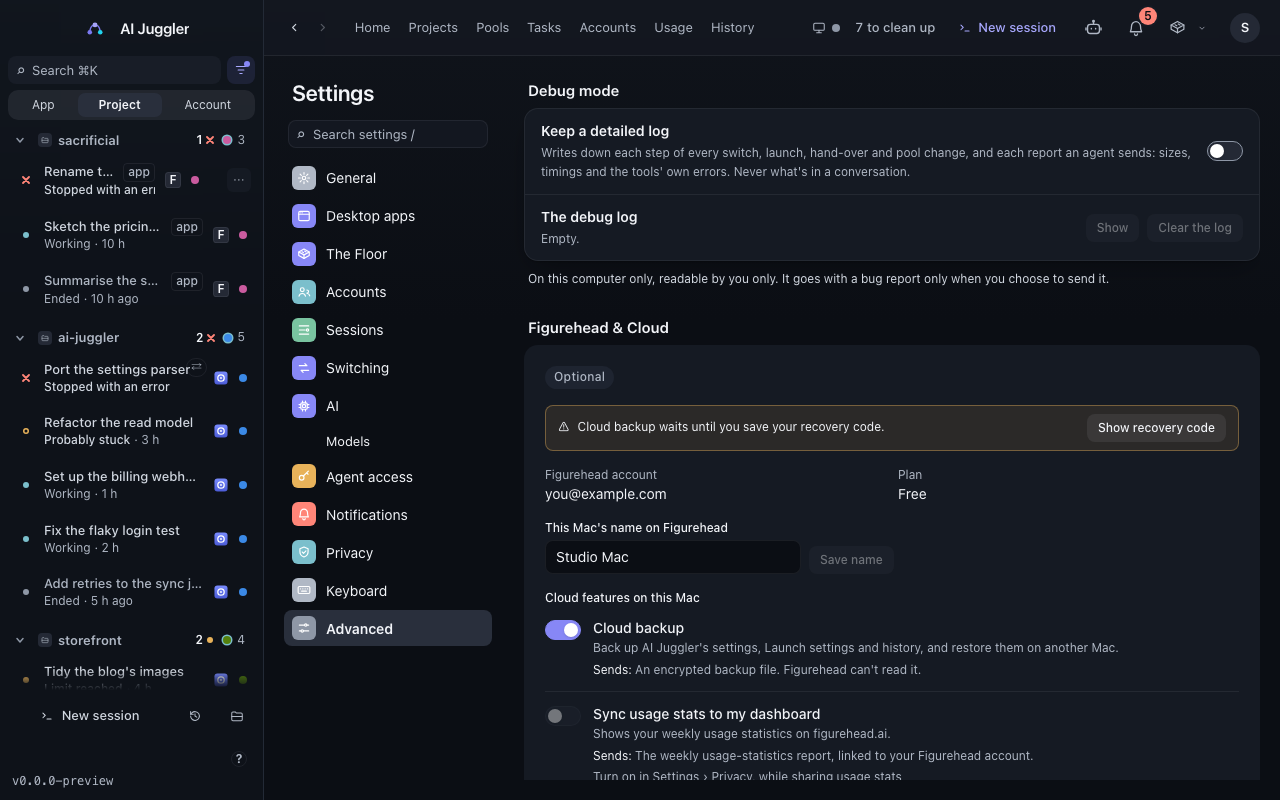 AI Juggler
Search ⌘K
App Project Account
sacrificial 1 3
Rename t... app F
Stopped with an err
Sketch the pricin... app F
Working · 10 h
Summarise the s... app F
Ended · 10 h ago
ai-juggler 2 5
Port the settings parser
Stopped with an error
Refactor the read model
Probably stuck · 3 h
Set up the billing webh...
Working · 1 h
Fix the flaky login test
Working · 2 h
Add retries to the sync j...
Ended · 5 h ago
storefront 2 4
Tidy the blog's images
New session
?
v0.0.0-preview
Home Projects Pools Tasks Accounts Usage History 7 to clean up New session 5 S
Settings
Search settings /
General
Desktop apps
The Floor
Accounts
Sessions
Switching
AI
Models
Agent access
Notifications
Privacy
Keyboard
Advanced
Debug mode
Keep a detailed log
Writes down each step of every switch, launch, hand-over and pool change, and each report an agent sends: sizes,
timings and the tools' own errors. Never what's in a conversation.
The debug log
Empty.
Show Clear the log
On this computer only, readable by you only. It goes with a bug report only when you choose to send it.
Figurehead & Cloud
Optional
Cloud backup waits until you save your recovery code. Show recovery code
Figurehead account Plan
you@example.com Free
This Mac's name on Figurehead
Studio Mac Save name
Cloud features on this Mac
Cloud backup
Back up AI Juggler's settings, Launch settings and history, and restore them on another Mac.
Sends: An encrypted backup file. Figurehead can't read it.
Sync usage stats to my dashboard
Shows your weekly usage statistics on figurehead.ai.
Sends: The weekly usage-statistics report, linked to your Figurehead account.
Turn on in Settings › Privacy, while sharing usage stats